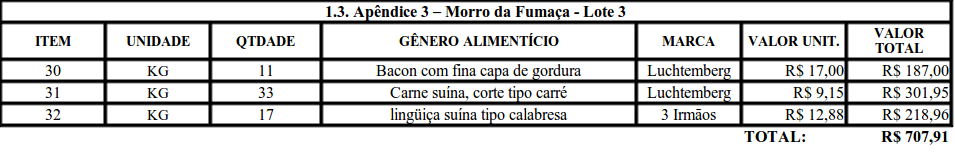 1.3. Apêndice 3 – Morro da Fumaça - Lote 3
ITEM UNIDADE QTDADE GÊNERO ALIMENTÍCIO MARCA VALOR UNIT. VALOR TOTAL
30 KG 11 Bacon com fina capa de gordura Luchtemberg R$ 17,00 R$ 187,00
31 KG 33 Carne suína, corte tipo carré Luchtemberg R$ 9,15 R$ 301,95
32 KG 17 lingüiça suína tipo calabresa 3 Irmãos R$ 12,88 R$ 218,96
TOTAL: R$ 707,91